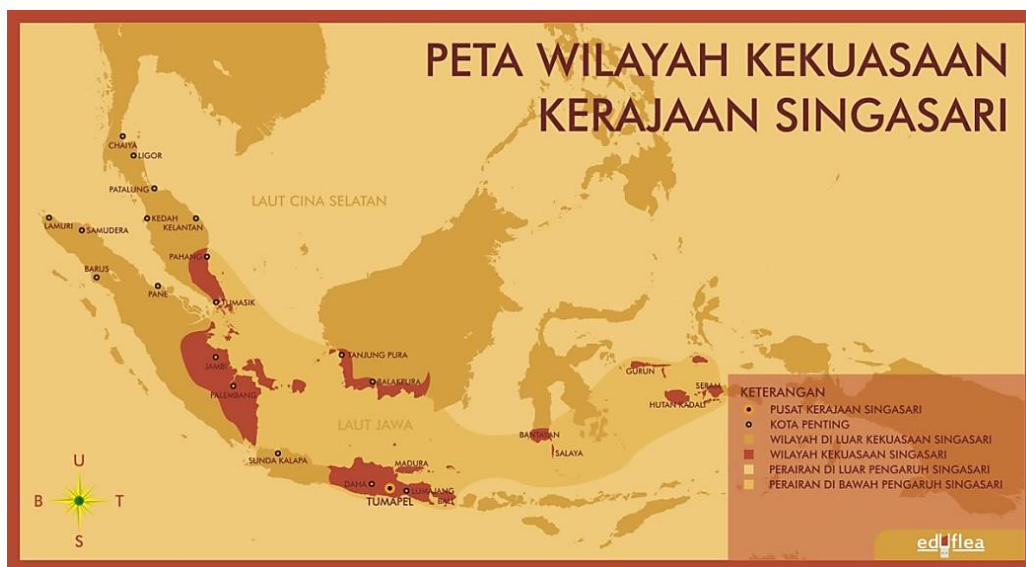 PETA WILAYAH KEKUASAAN
KERAJAAN SINGASARI
CHAIYA
LIGOR
PATALUNG
LAUT CINA SELATAN
LAMURI
SAMUDERA
KEDAH
KELANTAN
PAHANG
BARUS
PANE
TUMASIK
JAMBI
TANJUNG PURA
PALEMBANG
BALAKPURA
GURUN
SERAM
HUTAN KADALI
LAUT JAWA
BANTAYAN
SALAYA
SUNDA KALAPA
MADURA
DAHA
LUMAJANG
BALI
TUMAPEL
U
B
T
S
KETERANGAN
PUSAT KERAJAAN SINGASARI
KOTA PENTING
WILAYAH DI LUAR KEKUASAAN SINGASARI
WILAYAH KEKUASAAN SINGASARI
PERAIRAN DI LUAR PENGARUH SINGASARI
PERAIRAN DI BAWAH PENGARUH SINGASARI
eduflea